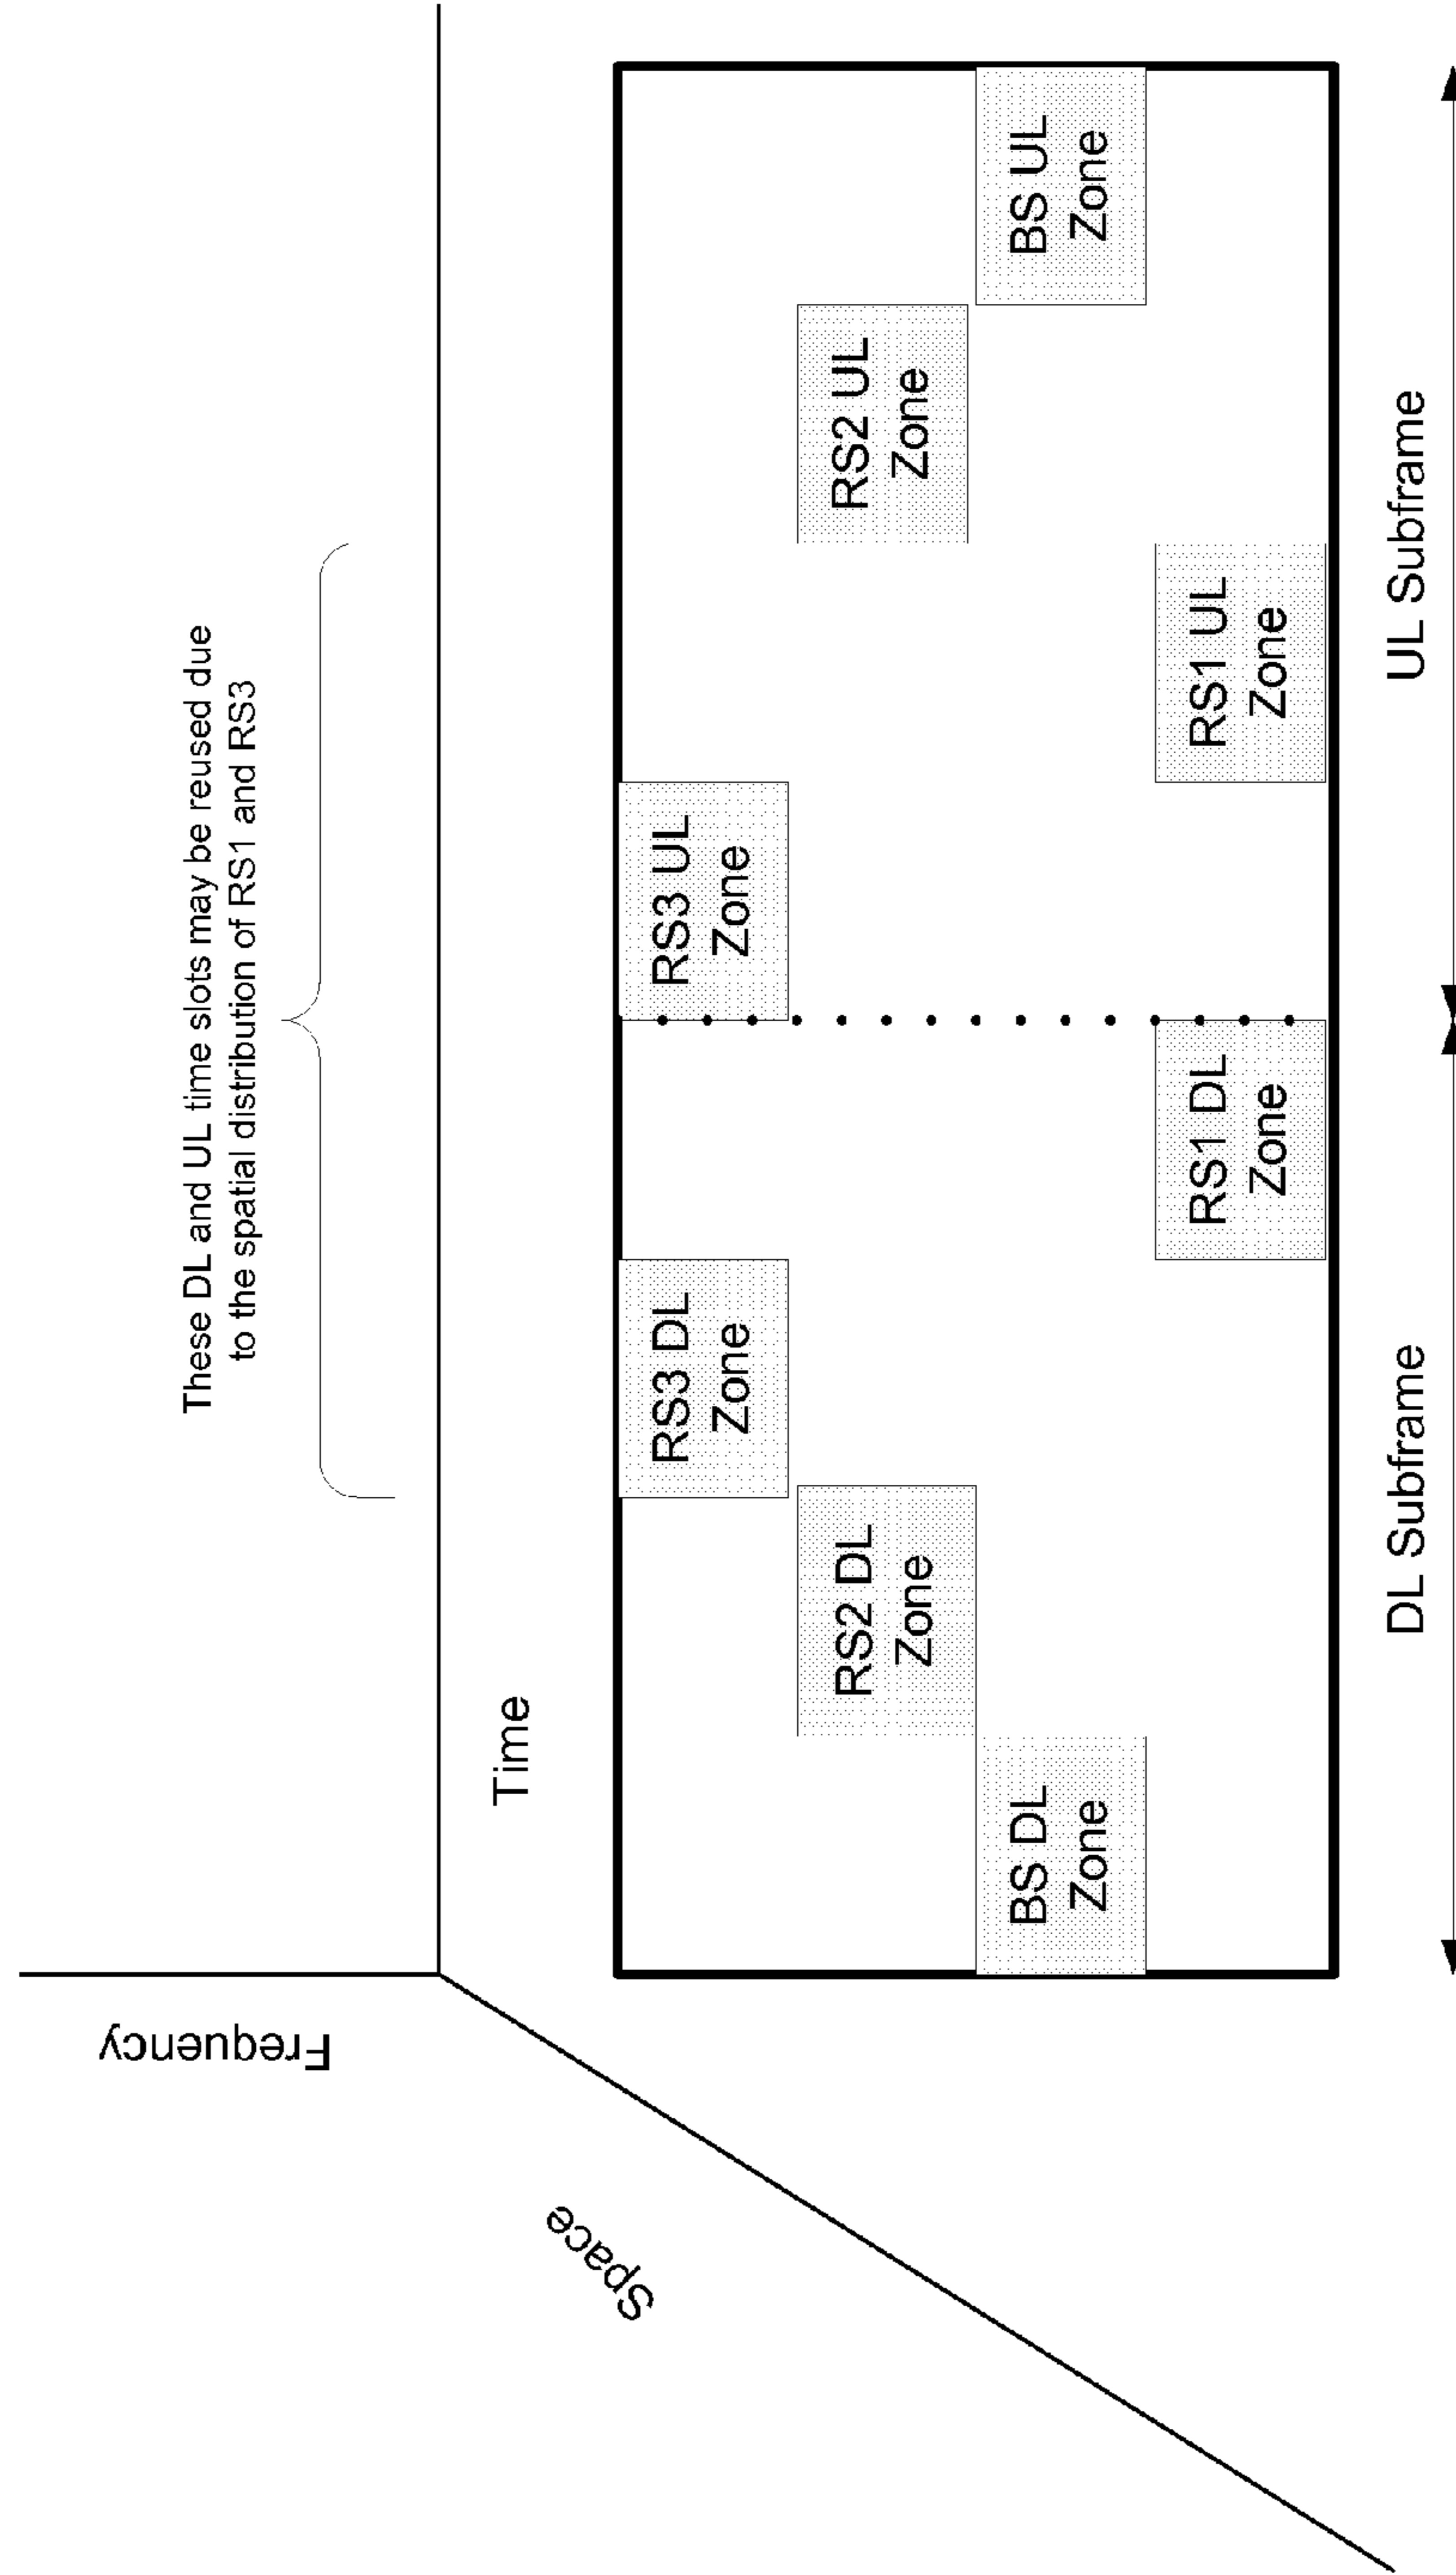 These DL and UL time slots may be reused due
to the spatial distribution of RS1 and RS3
Frequency
Time
Space
RS3 DL
Zone
RS3 UL
Zone
RS2 DL
Zone
RS2 UL
Zone
BS DL
Zone
BS UL
Zone
RS1 DL
Zone
RS1 UL
Zone
DL Subframe
UL Subframe